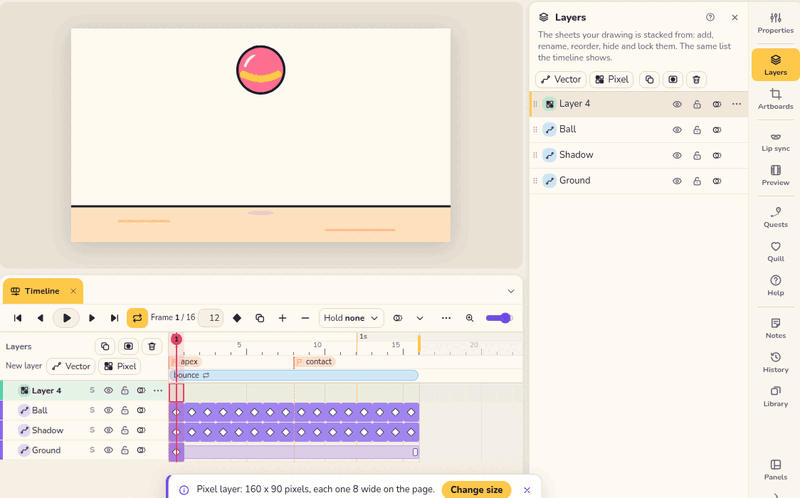 Layers
The sheets your drawing is stacked from: add,
rename, reorder, hide and lock them. The same list
the timeline shows.
Vector
Pixel
Layer 4
Ball
Shadow
Ground
Properties
Layers
Artboards
Lip sync
Preview
Quests
Quill
Help
Notes
History
Library
Panels
Timeline
Frame 1 / 16
12
Hold none
Layers
New layer
Vector
Pixel
1
5
10
15
20
1s
apex
contact
bounce
Layer 4 S
Ball S
Shadow S
Ground S
Pixel layer: 160 x 90 pixels, each one 8 wide on the page.
Change size